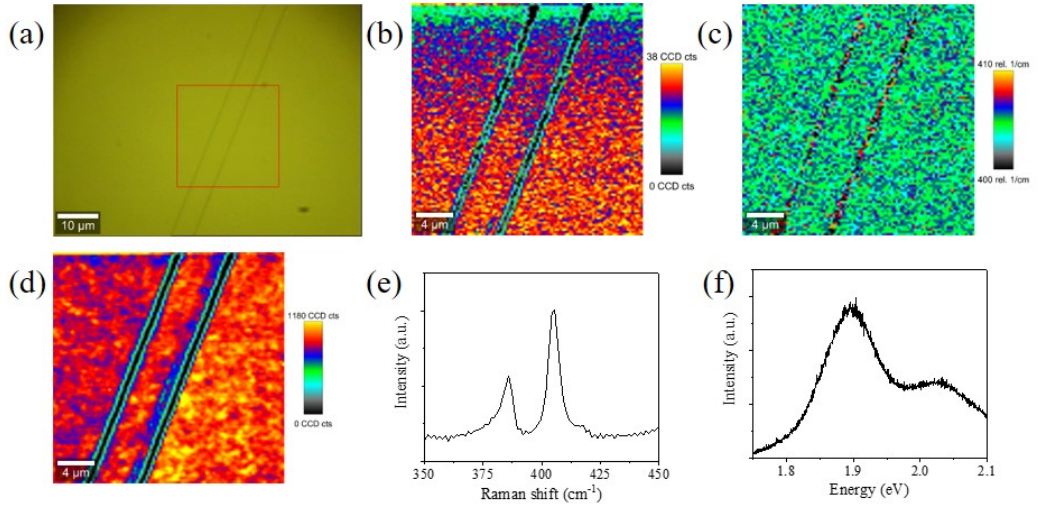 (a)
10 µm
(b)
38 CCD cts
0 CCD cts
4 µm
(c)
410 rel. 1/cm
400 rel. 1/cm
4 µm
(d)
1180 CCD cts
0 CCD cts
4 µm
(e)
Intensity (a.u.)
350 375 400 425 450
Raman shift (cm⁻¹)
(f)
Intensity (a.u.)
1.8 1.9 2.0 2.1
Energy (eV)